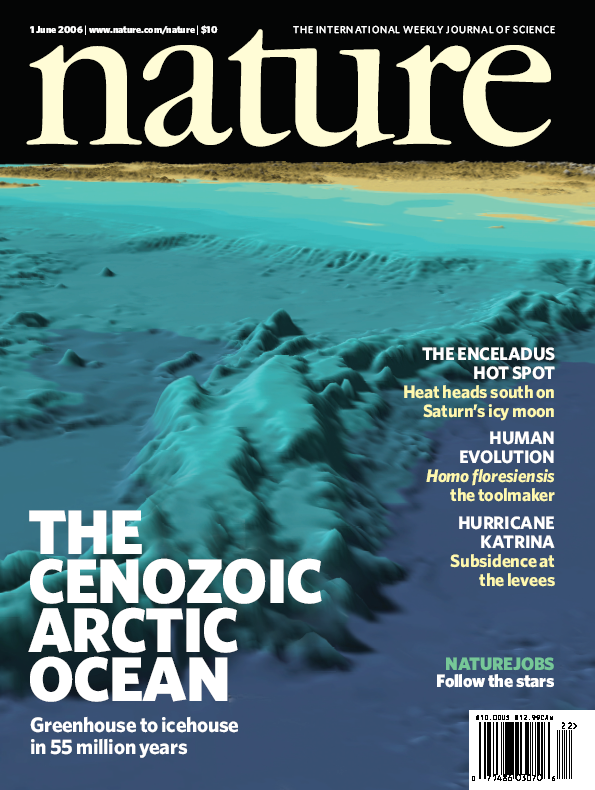 1 June 2006 | www.nature.com/nature | $10
THE INTERNATIONAL WEEKLY JOURNAL OF SCIENCE
nature
THE ENCELADUS
HOT SPOT
Heat heads south on
Saturn's icy moon
HUMAN
EVOLUTION
Homo floresiensis
the toolmaker
HURRICANE
KATRINA
Subsidence at
the levees
THE
CENOZOIC
ARCTIC
OCEAN
Greenhouse to icehouse
in 55 million years
NATUREJOBS
Follow the stars
$10.00US $12.99CAN
22>
0 71486 03070 6